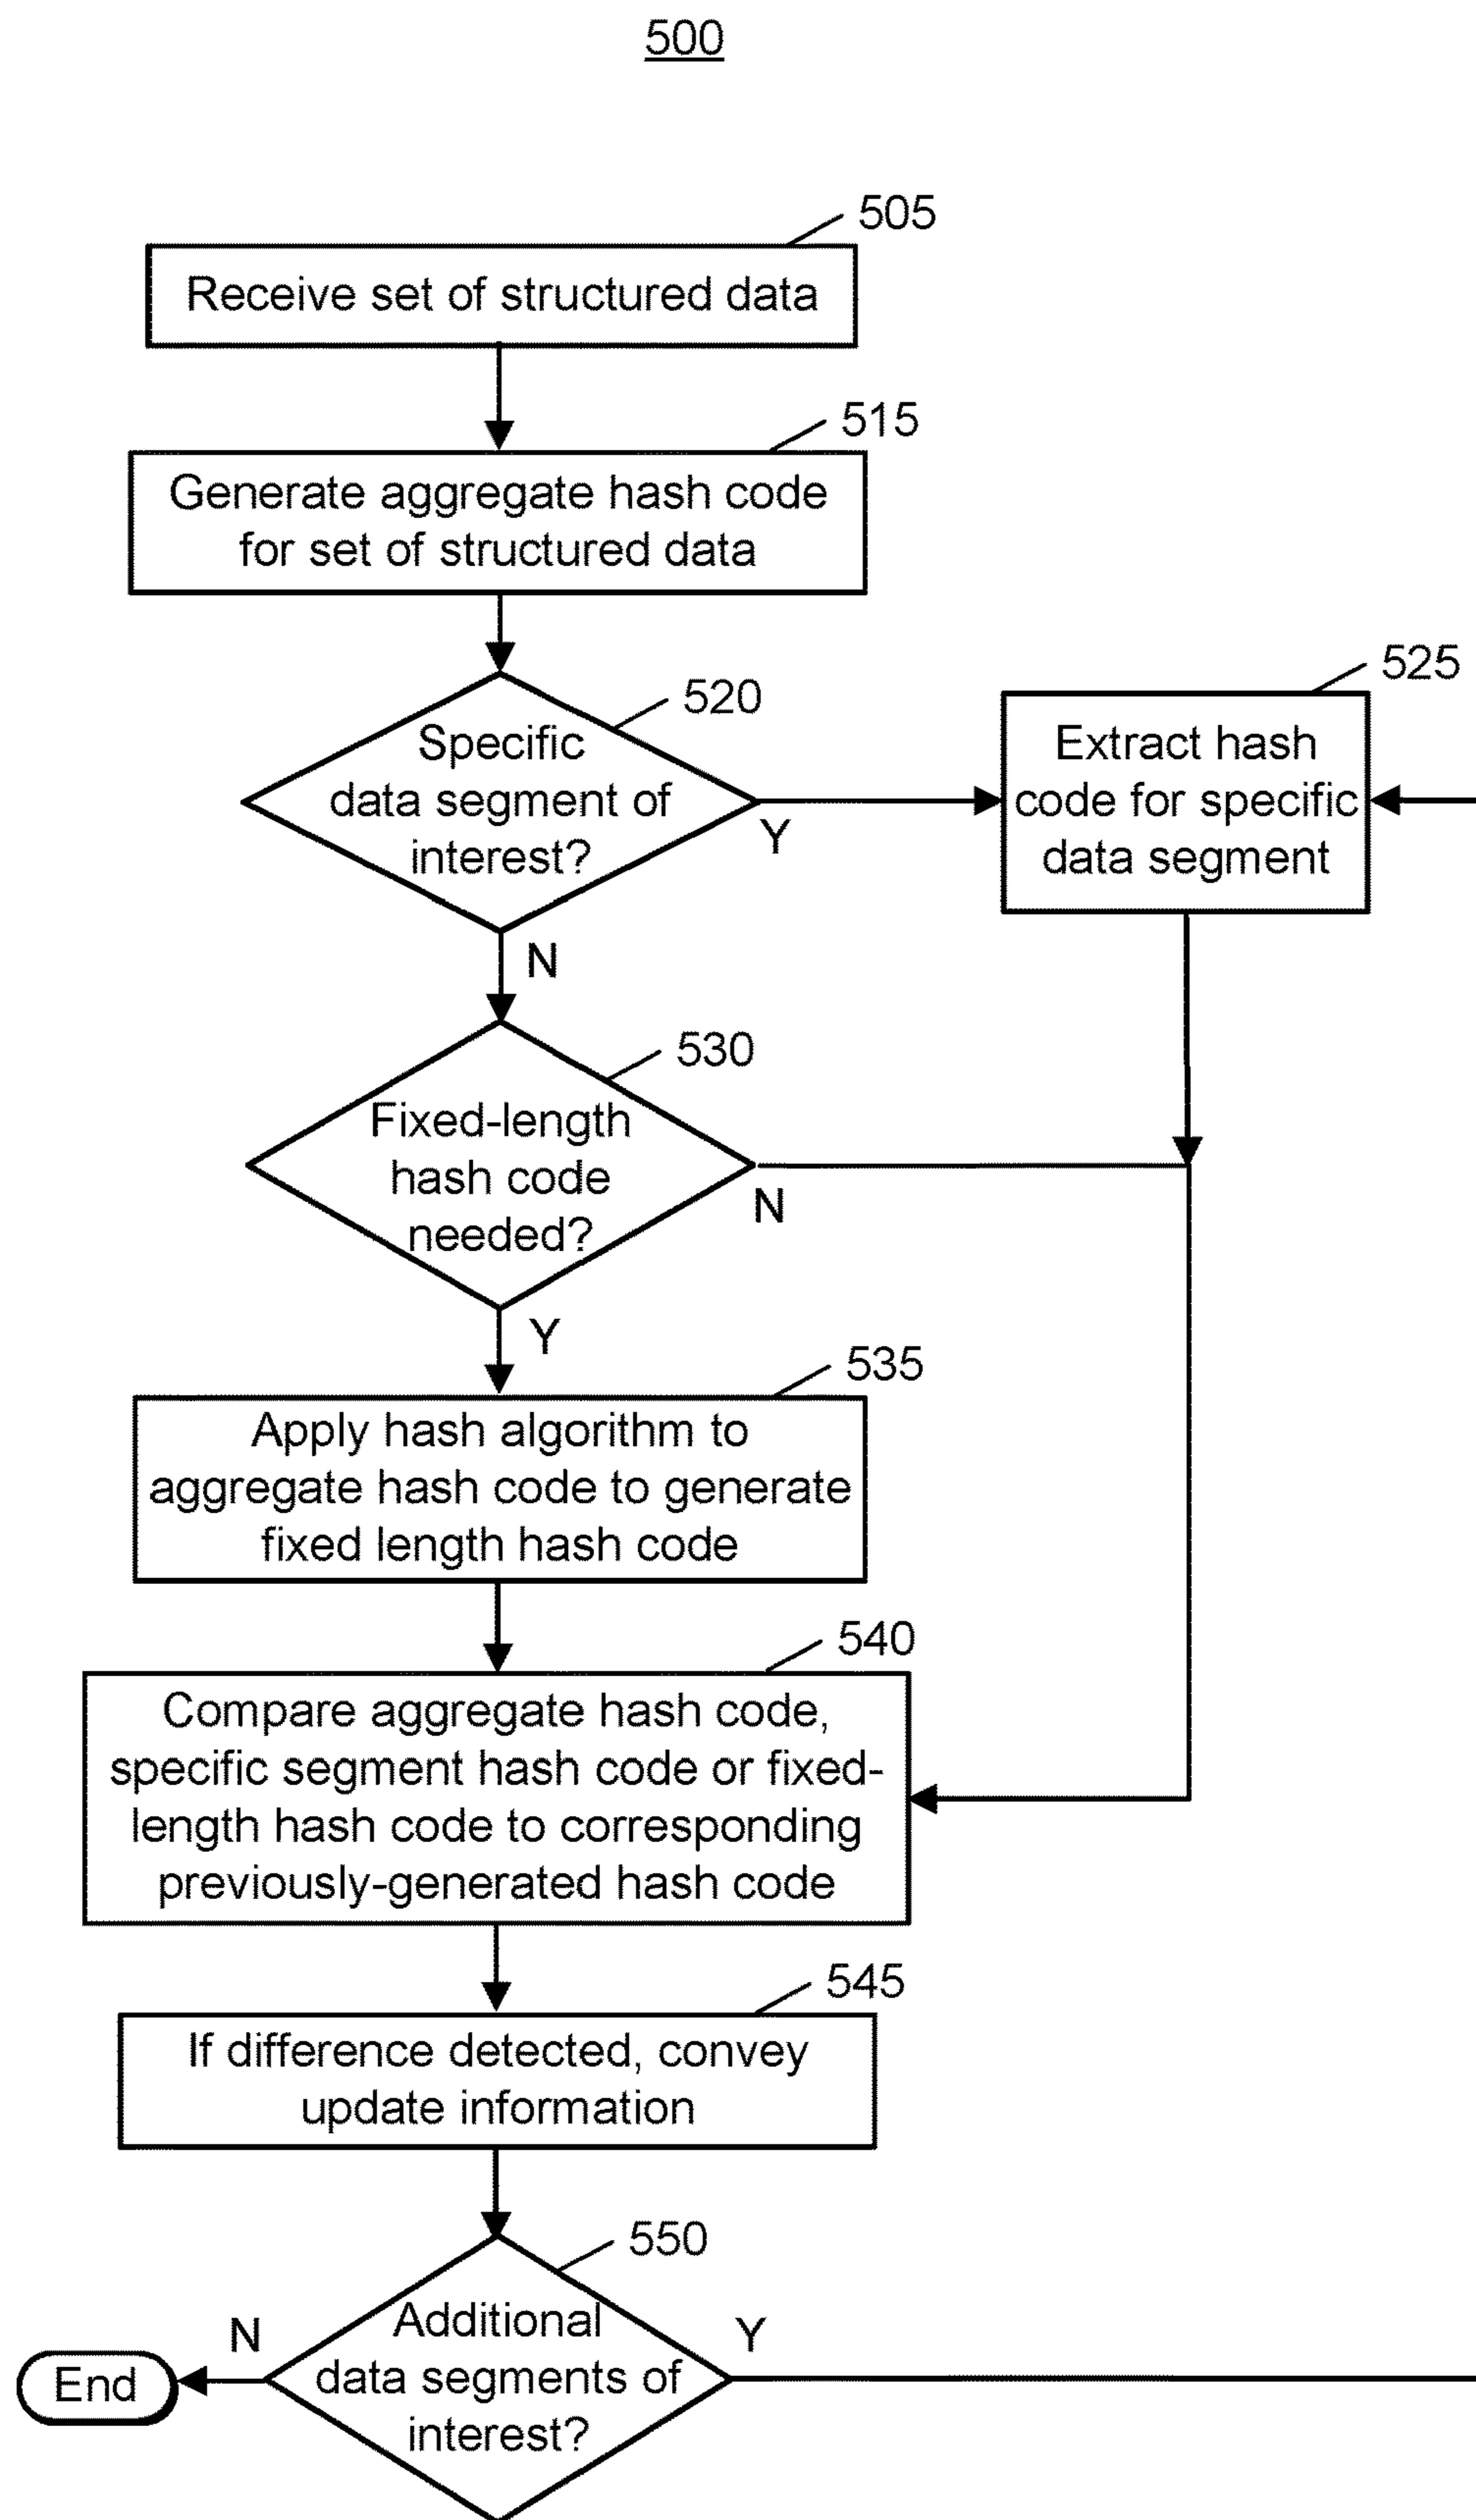 500
505
Receive set of structured data
515
Generate aggregate hash code
for set of structured data
520
Specific
data segment of
interest?
Y
N
525
Extract hash
code for specific
data segment
530
Fixed-length
hash code
needed?
N
Y
535
Apply hash algorithm to
aggregate hash code to generate
fixed length hash code
540
Compare aggregate hash code,
specific segment hash code or fixed-
length hash code to corresponding
previously-generated hash code
545
If difference detected, convey
update information
550
Additional
data segments of
interest?
N
Y
End